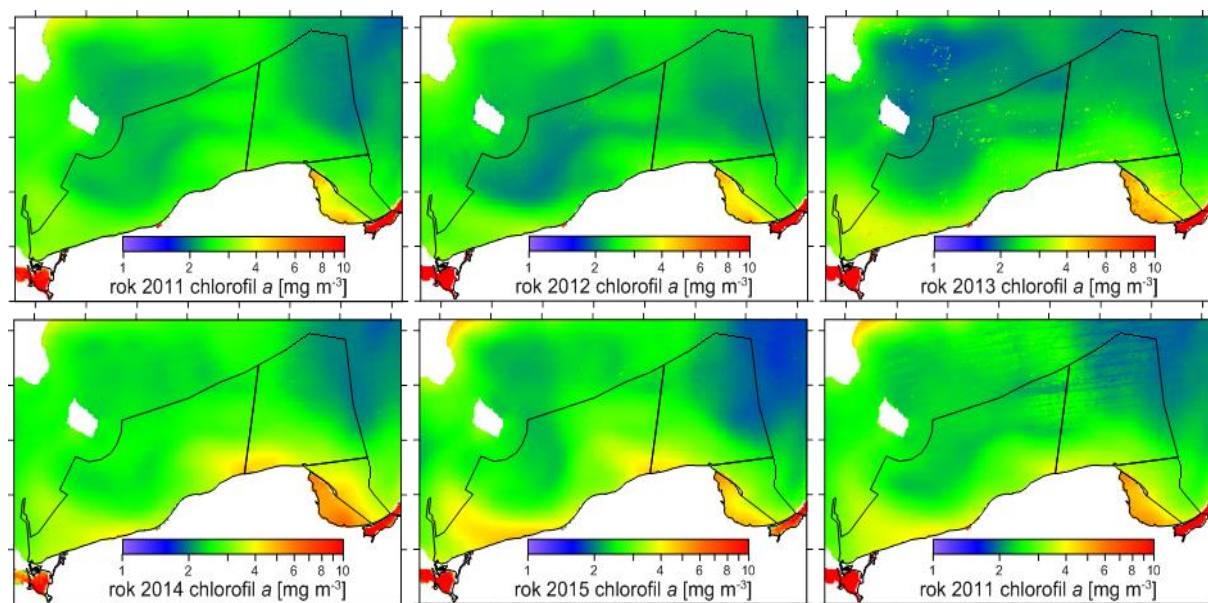 1 2 4 6 8 10
rok 2011 chlorofil a [mg m⁻³]
1 2 4 6 8 10
rok 2012 chlorofil a [mg m⁻³]
1 2 4 6 8 10
rok 2013 chlorofil a [mg m⁻³]
1 2 4 6 8 10
rok 2014 chlorofil a [mg m⁻³]
1 2 4 6 8 10
rok 2015 chlorofil a [mg m⁻³]
1 2 4 6 8 10
rok 2011 chlorofil a [mg m⁻³]